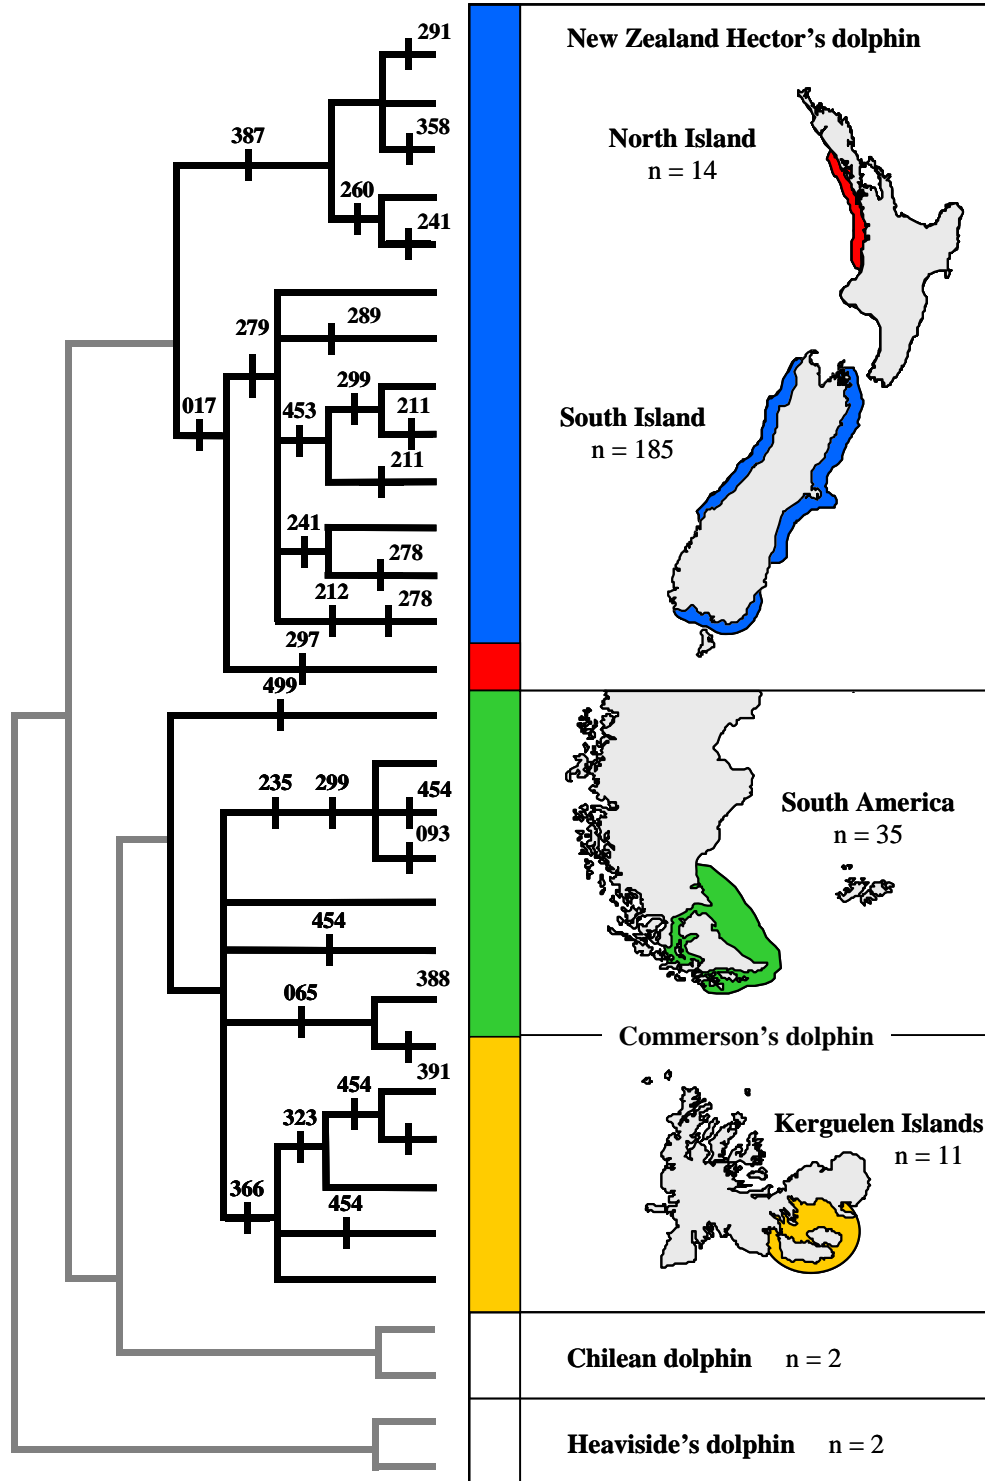 291
New Zealand Hector's dolphin
387
358
North Island
n = 14
260
241
279
289
299
017
453
211
South Island
n = 185
211
241
278
212
278
297
499
235
299
454
South America
n = 35
093
454
388
065
Commerson's dolphin
391
454
323
Kerguelen Islands
n = 11
366
454
Chilean dolphin n = 2
Heaviside's dolphin n = 2